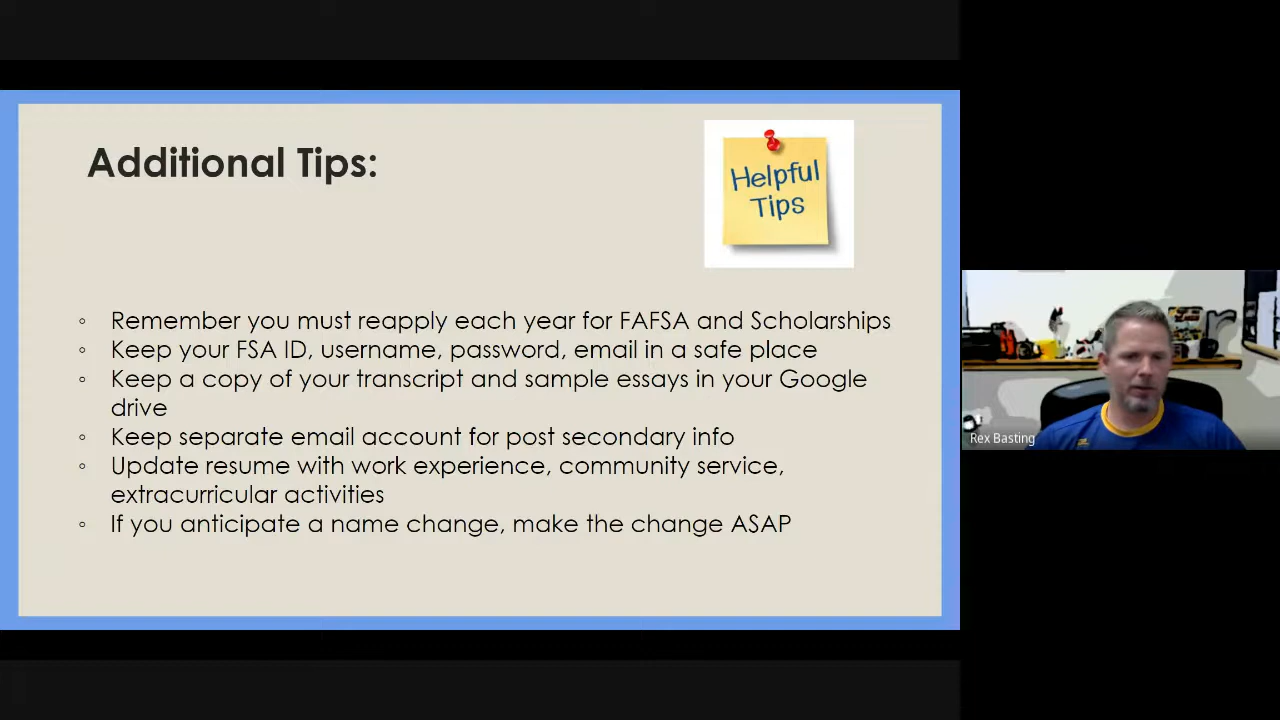 Additional Tips:
Helpful
Tips
◦ Remember you must reapply each year for FAFSA and Scholarships
◦ Keep your FSA ID, username, password, email in a safe place
◦ Keep a copy of your transcript and sample essays in your Google
drive
◦ Keep separate email account for post secondary info
◦ Update resume with work experience, community service,
extracurricular activities
◦ If you anticipate a name change, make the change ASAP
Rex Basting